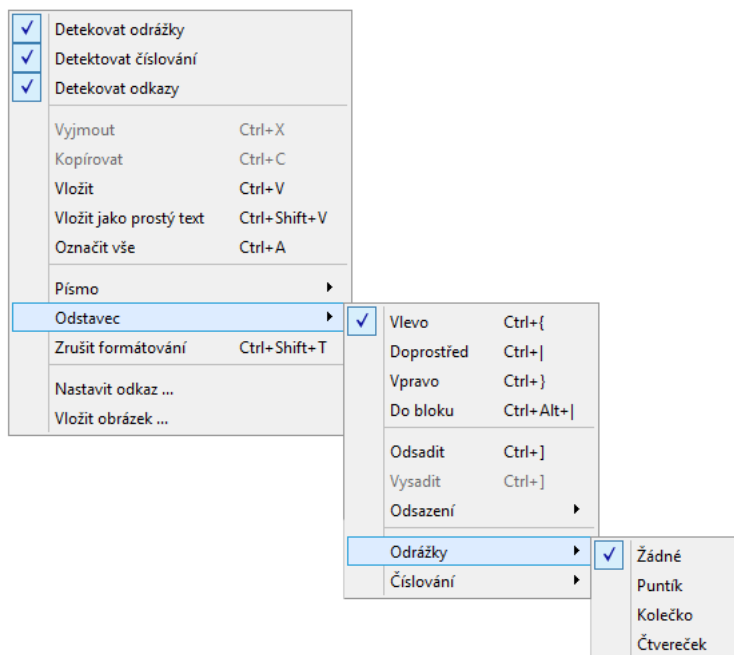 Detekovat odrážky
Detektovat číslování
Detekovat odkazy
Vyjmout Ctrl+X
Kopírovat Ctrl+C
Vložit Ctrl+V
Vložit jako prostý text Ctrl+Shift+V
Označit vše Ctrl+A
Písmo
Odstavec
Zrušit formátování Ctrl+Shift+T
Nastavit odkaz ...
Vložit obrázek ...
Vlevo Ctrl+{
Doprostřed Ctrl+|
Vpravo Ctrl+}
Do bloku Ctrl+Alt+|
Odsadit Ctrl+]
Vysadit Ctrl+]
Odsazení
Odrážky
Číslování
Žádné
Puntík
Kolečko
Čtvereček